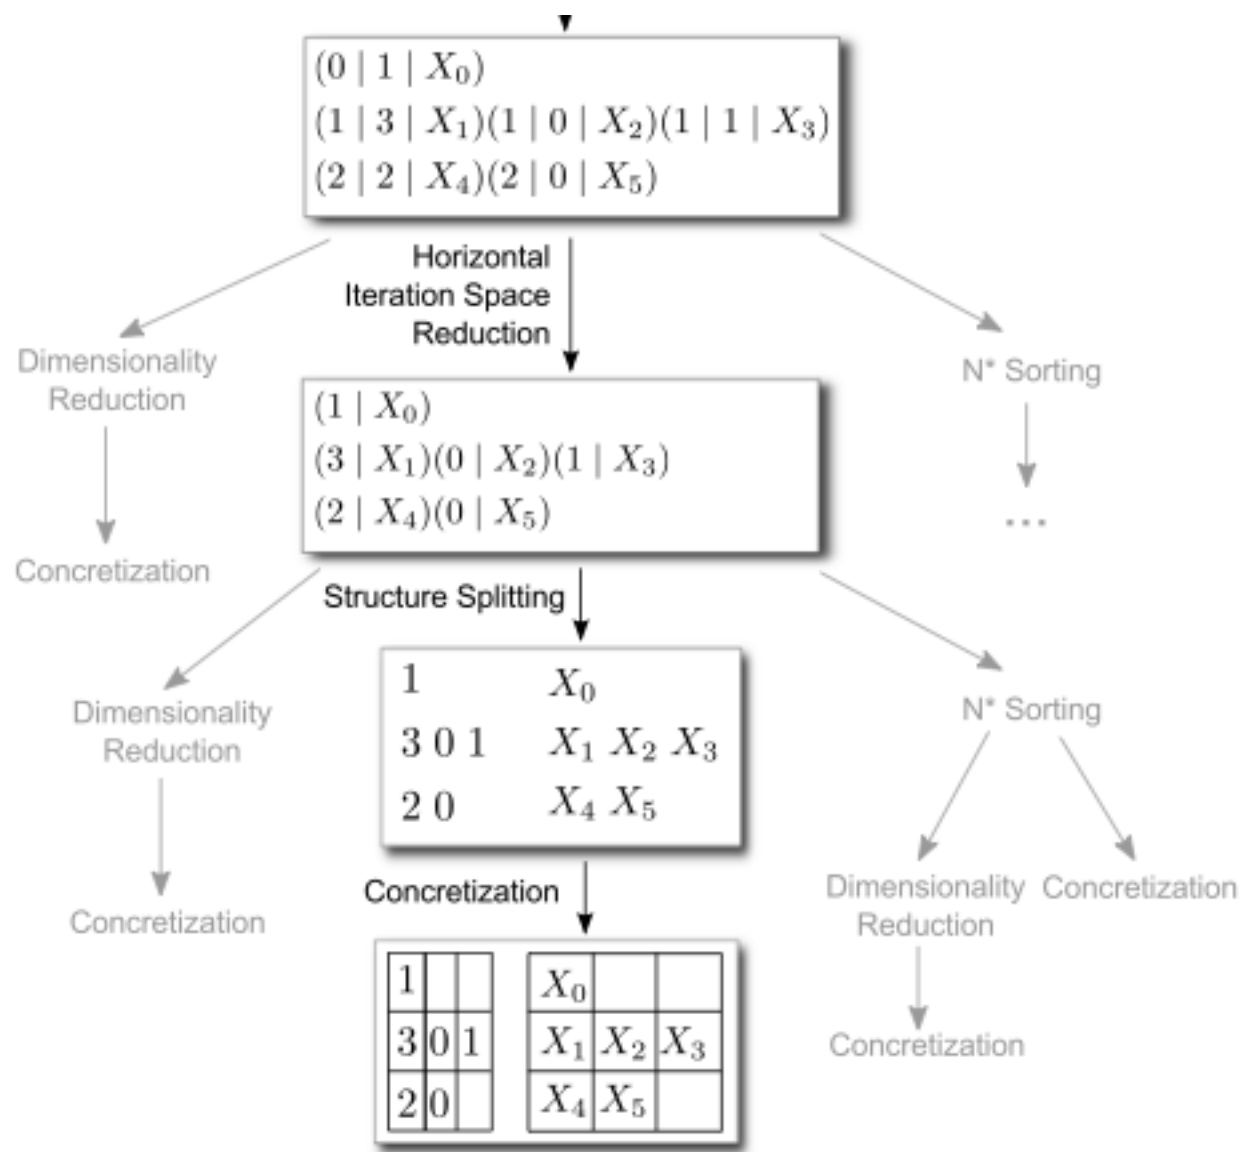 (0 | 1 | X₀)
(1 | 3 | X₁)(1 | 0 | X₂)(1 | 1 | X₃)
(2 | 2 | X₄)(2 | 0 | X₅)
Horizontal
Iteration Space
Reduction
Dimensionality
Reduction
N* Sorting
(1 | X₀)
(3 | X₁)(0 | X₂)(1 | X₃)
(2 | X₄)(0 | X₅)
...
Concretization
Structure Splitting
1 X₀
3 0 1 X₁ X₂ X₃
2 0 X₄ X₅
Dimensionality
Reduction
N* Sorting
Concretization
Concretization
Dimensionality
Reduction
Concretization
1 X₀
3 0 1 X₁ X₂ X₃
2 0 X₄ X₅
Concretization